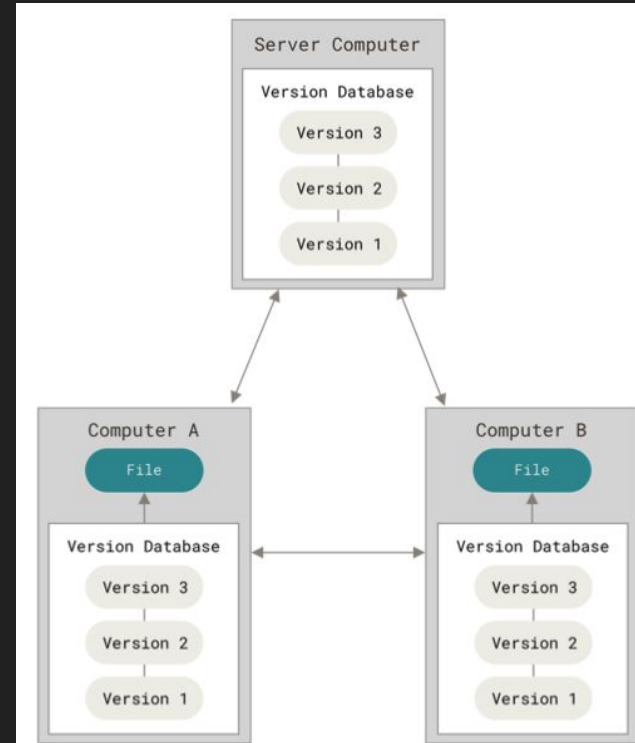 Server Computer
Version Database
Version 3
Version 2
Version 1
Computer A
File
Version Database
Version 3
Version 2
Version 1
Computer B
File
Version Database
Version 3
Version 2
Version 1